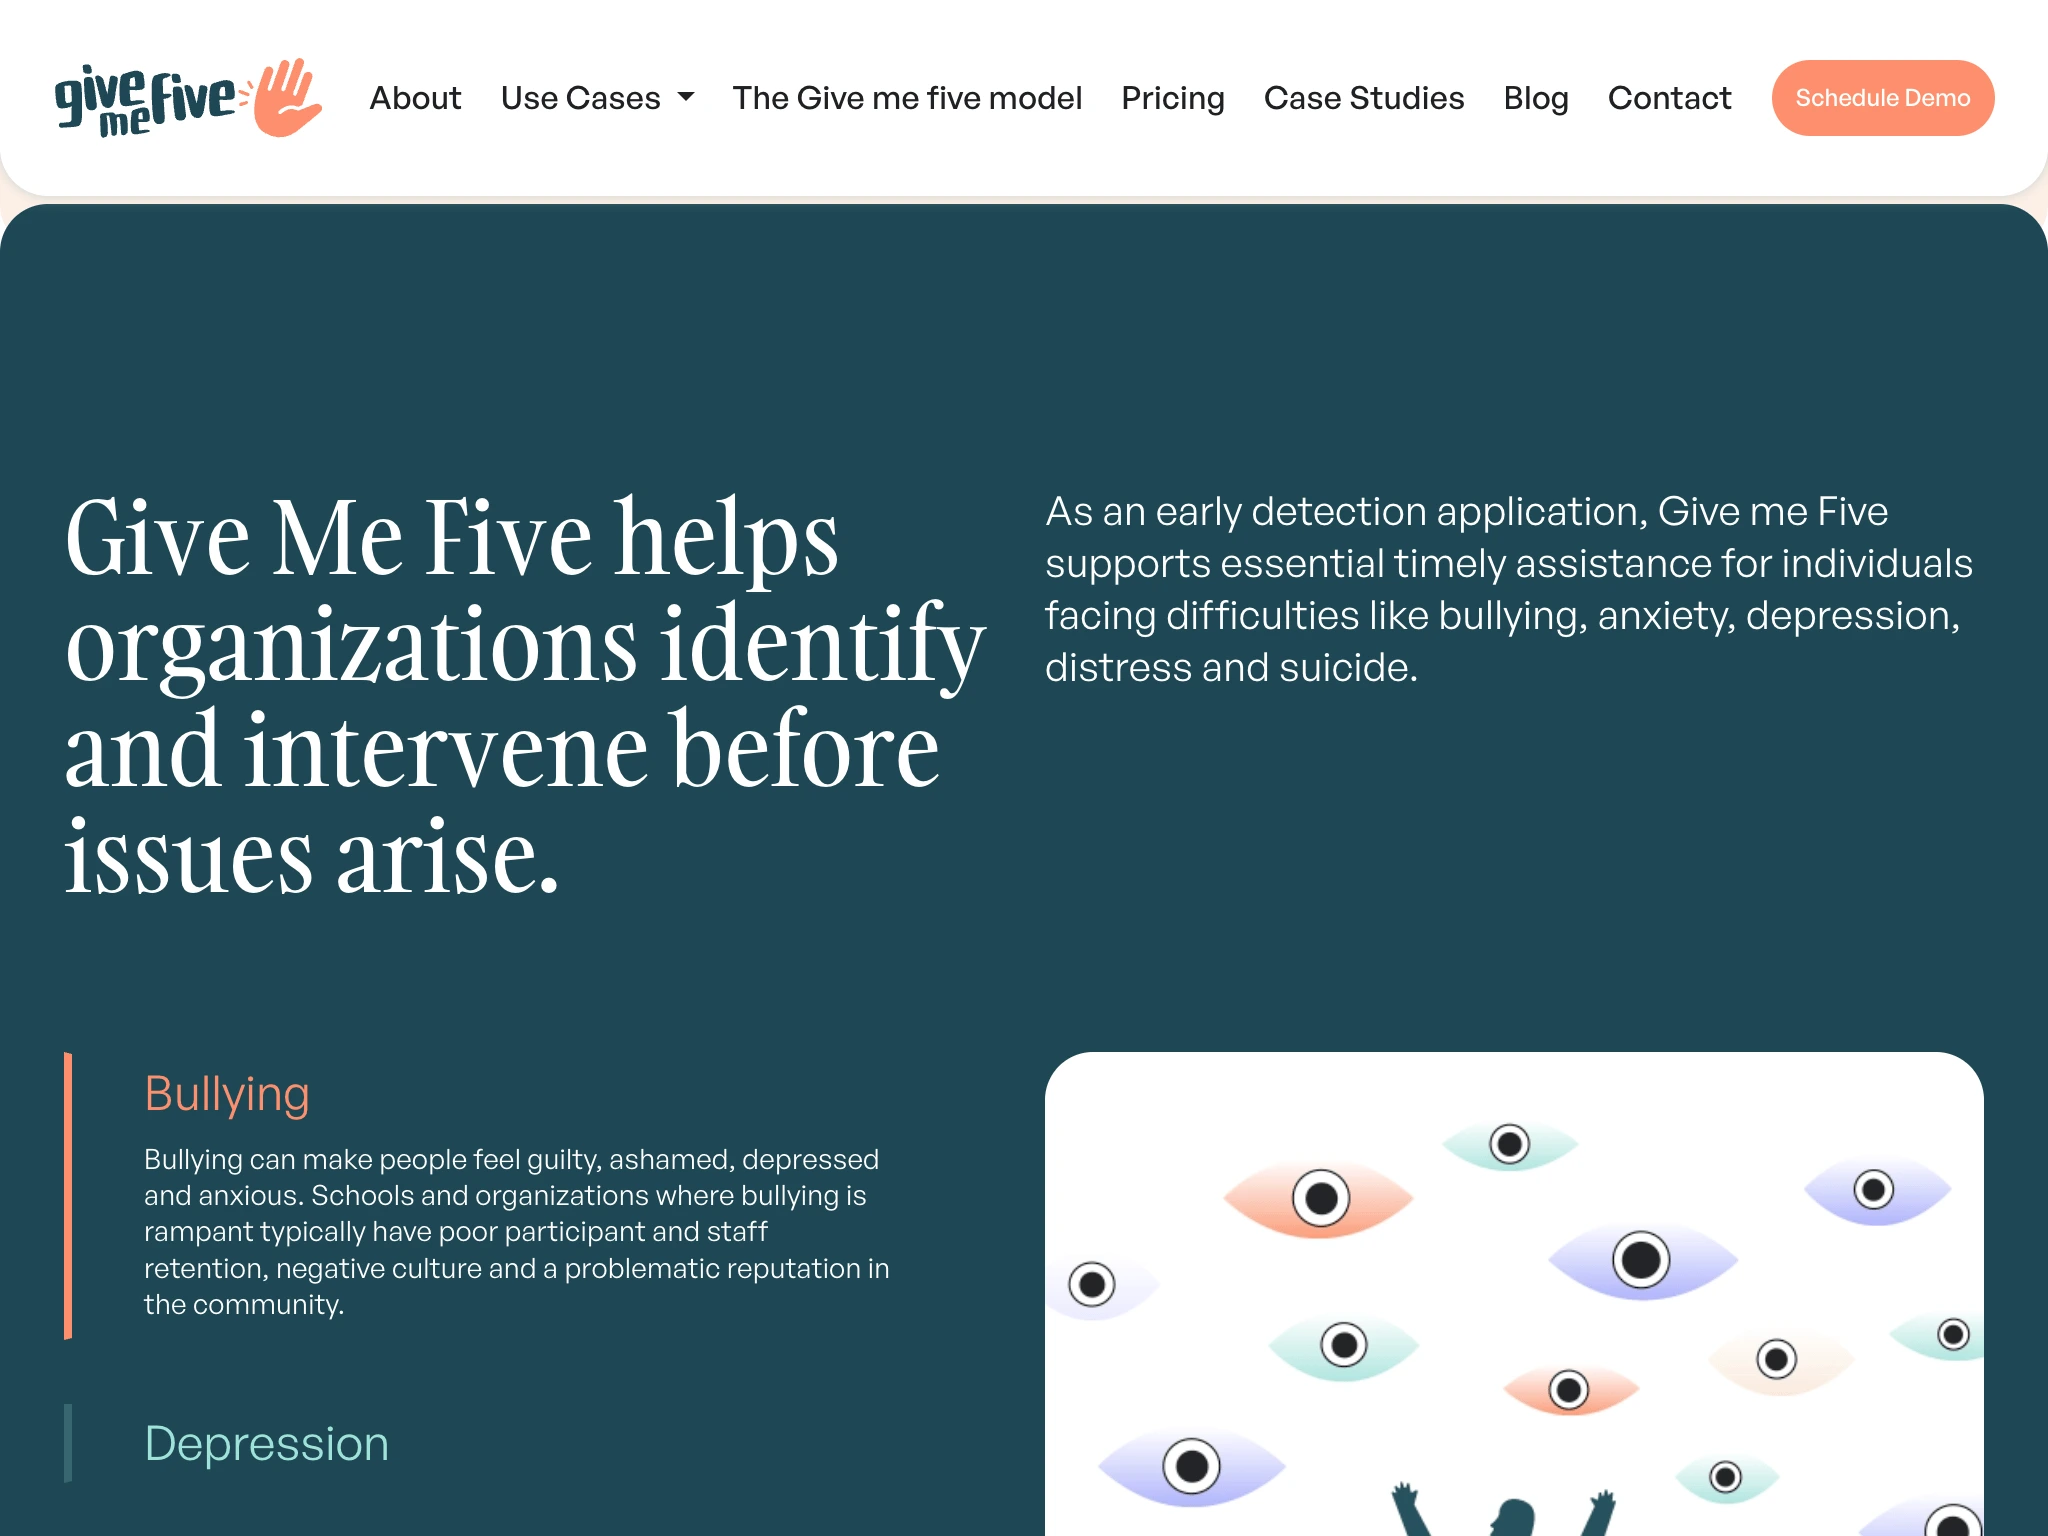 give me five
About
Use Cases
The Give me five model
Pricing
Case Studies
Blog
Contact
Schedule Demo
Give Me Five helps
organizations identify
and intervene before
issues arise.
As an early detection application, Give me Five
supports essential timely assistance for individuals
facing difficulties like bullying, anxiety, depression,
distress and suicide.
Bullying
Bullying can make people feel guilty, ashamed, depressed
and anxious. Schools and organizations where bullying is
rampant typically have poor participant and staff
retention, negative culture and a problematic reputation in
the community.
Depression